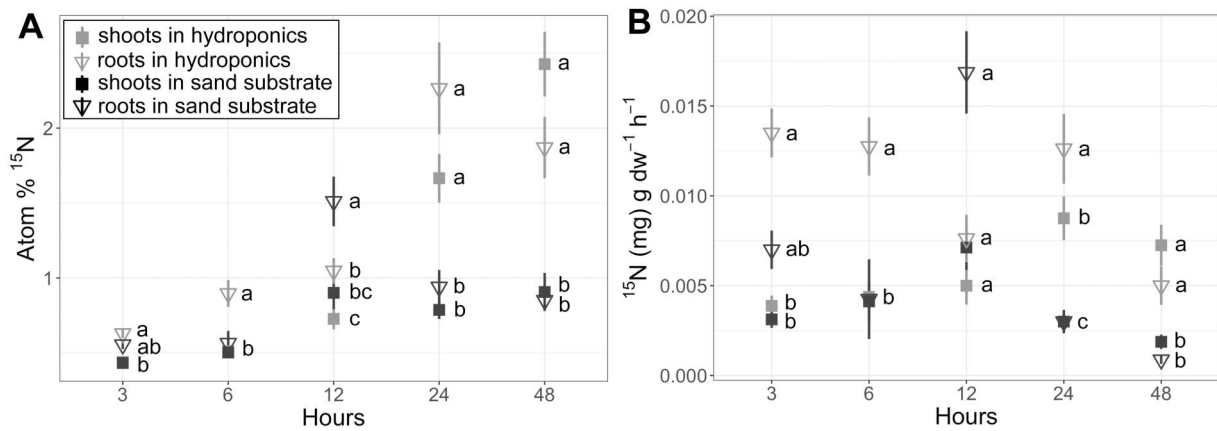 A
shoots in hydroponics
roots in hydroponics
shoots in sand substrate
roots in sand substrate
Atom % ¹⁵N
2
1
a
ab
b
a
b
a
b
bc
c
a
a
b
b
a
a
b
b
3 6 12 24 48
Hours
B
¹⁵N (mg) g dw⁻¹ h⁻¹
0.020
0.015
0.010
0.005
0.000
a
ab
b
b
a
b
a
a
a
a
b
c
a
a
b
b
3 6 12 24 48
Hours